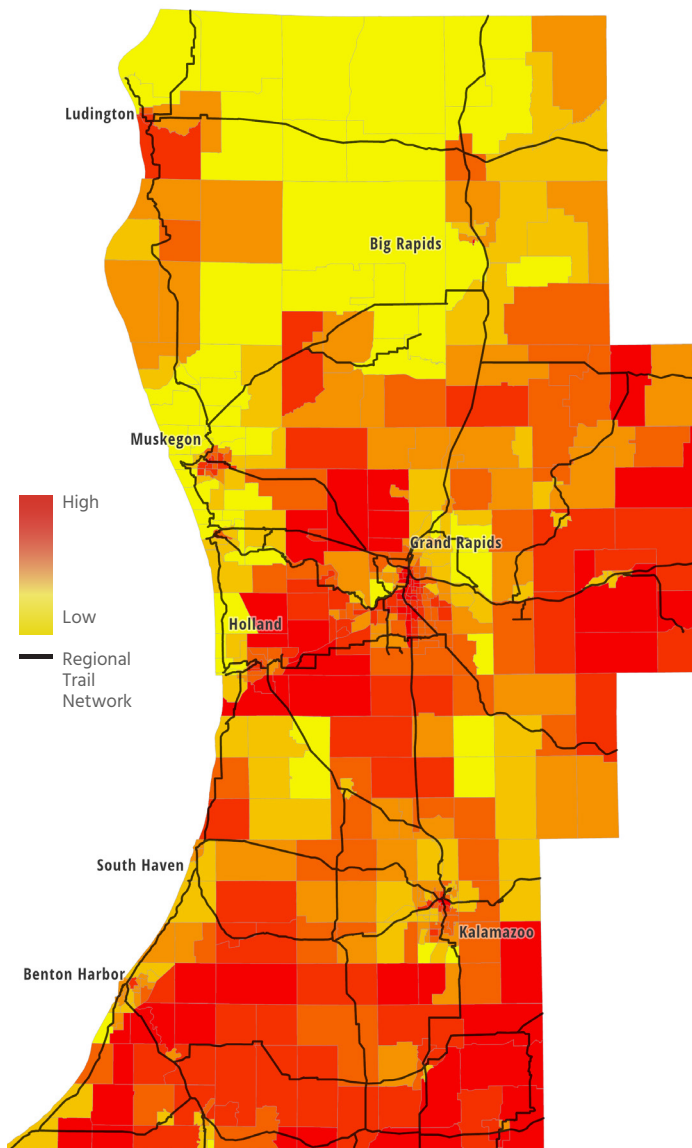 Ludington
Big Rapids
Muskegon
High
Grand Rapids
Low
Holland
Regional
Trail
Network
South Haven
Kalamazoo
Benton Harbor